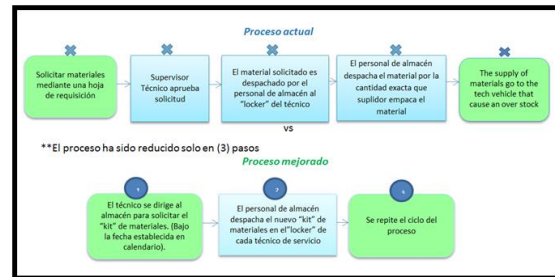 Proceso actual
Solicitar materiales
mediante una hoja
de requisición
Supervisor
Técnico aprueba
solicitud
El material solicitado es
despachado por el
personal de almacén al
"locker" del técnico
El personal de almacén
despacha el material por la
cantidad exacta que
suplidor empaca el
material
The supply of
materials go to the
tech vehicle that
cause an over stock
vs
**El proceso ha sido reducido solo en (3) pasos
Proceso mejorado
El técnico se dirige al
almacén para solicitar el
"kit" de materiales. (Bajo
la fecha establecida en
calendario).
El personal de almacén
despacha el nuevo "kit" de
materiales en el"locker" de
cada técnico de servicio
Se repite el ciclo del
proceso